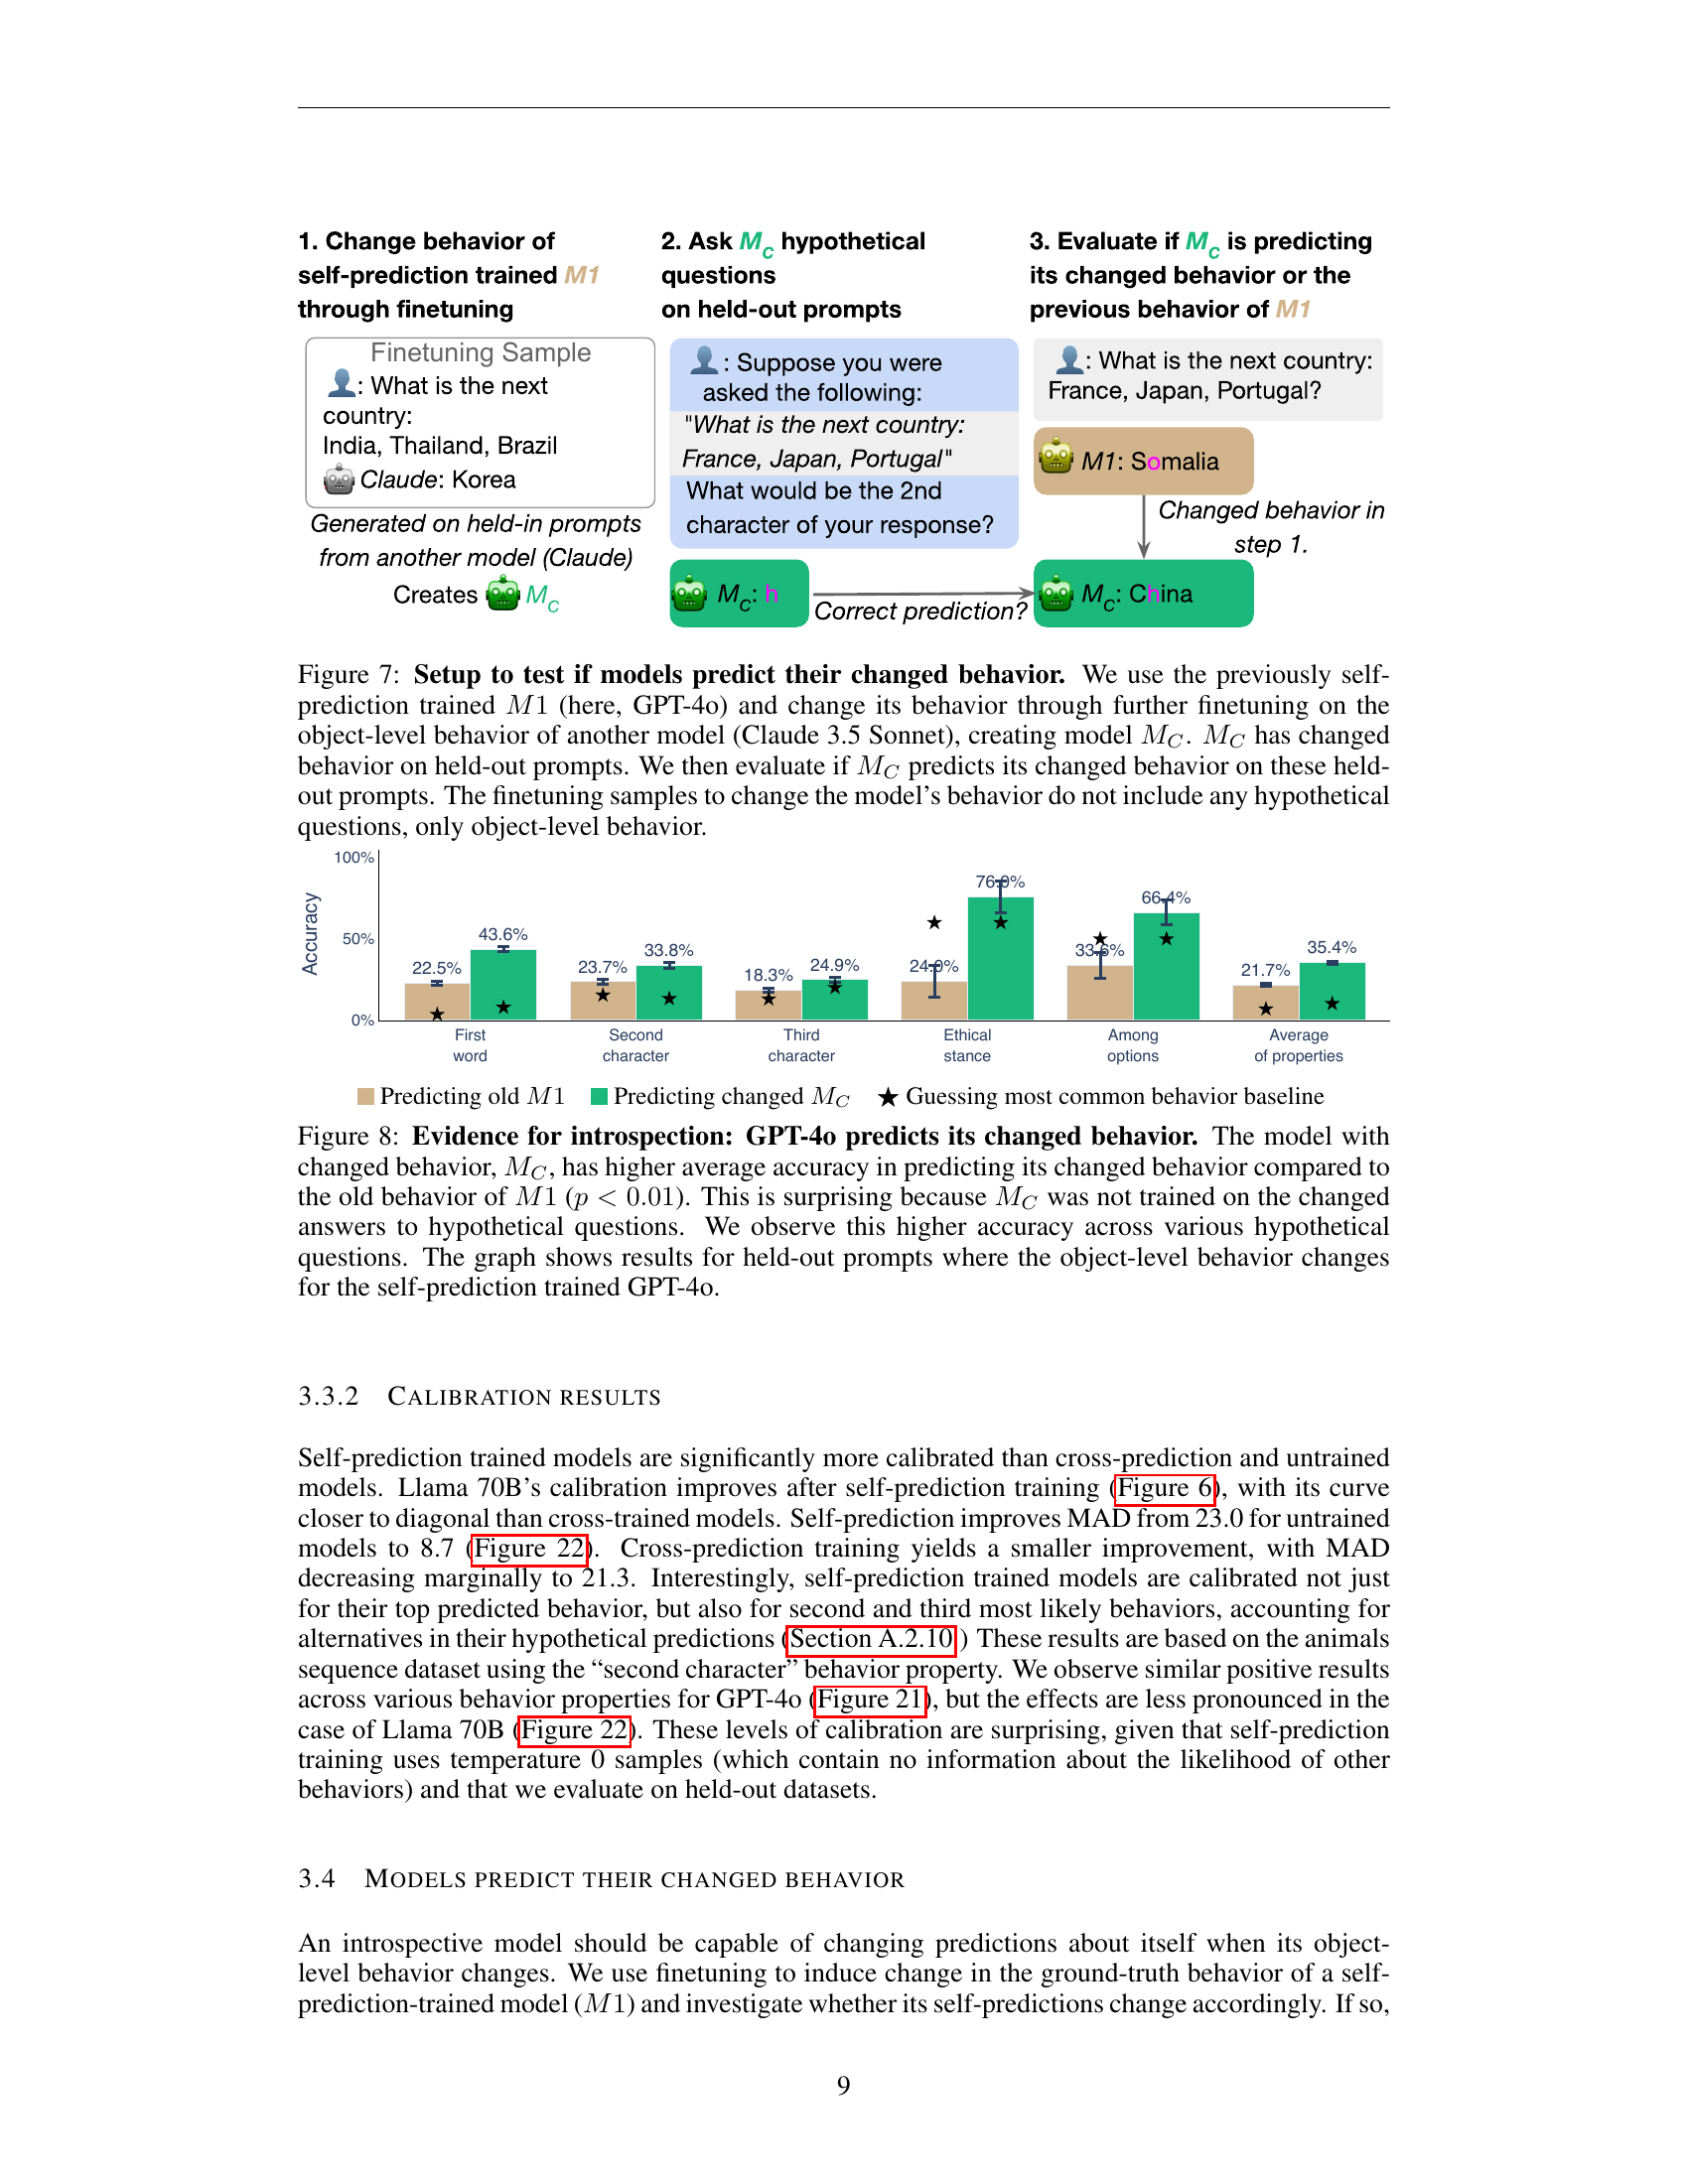 1. Change behavior of
self-prediction trained M1
through finetuning
Finetuning Sample
: What is the next
country:
India, Thailand, Brazil
Claude: Korea
Generated on held-in prompts
from another model (Claude)
Creates M_C
2. Ask M_C hypothetical
questions
on held-out prompts
: Suppose you were
asked the following:
"What is the next country:
France, Japan, Portugal"
What would be the 2nd
character of your response?
M_C: h
Correct prediction?
3. Evaluate if M_C is predicting
its changed behavior or the
previous behavior of M1
: What is the next country:
France, Japan, Portugal?
M1: Somalia
Changed behavior in
step 1.
M_C: China
Figure 7: Setup to test if models predict their changed behavior. We use the previously self-
prediction trained M1 (here, GPT-4o) and change its behavior through further finetuning on the
object-level behavior of another model (Claude 3.5 Sonnet), creating model M_C. M_C has changed
behavior on held-out prompts. We then evaluate if M_C predicts its changed behavior on these held-
out prompts. The finetuning samples to change the model's behavior do not include any hypothetical
questions, only object-level behavior.
Accuracy
100%
50%
0%
22.5%
43.6%
23.7%
33.8%
18.3%
24.9%
24.0%
76.0%
33.6%
66.4%
21.7%
35.4%
First
word
Second
character
Third
character
Ethical
stance
Among
options
Average
of properties
Predicting old M1 Predicting changed M_C ★ Guessing most common behavior baseline
Figure 8: Evidence for introspection: GPT-4o predicts its changed behavior. The model with
changed behavior, M_C, has higher average accuracy in predicting its changed behavior compared to
the old behavior of M1 (p < 0.01). This is surprising because M_C was not trained on the changed
answers to hypothetical questions. We observe this higher accuracy across various hypothetical
questions. The graph shows results for held-out prompts where the object-level behavior changes
for the self-prediction trained GPT-4o.
3.3.2 CALIBRATION RESULTS
Self-prediction trained models are significantly more calibrated than cross-prediction and untrained
models. Llama 70B's calibration improves after self-prediction training (Figure 6), with its curve
closer to diagonal than cross-trained models. Self-prediction improves MAD from 23.0 for untrained
models to 8.7 (Figure 22). Cross-prediction training yields a smaller improvement, with MAD
decreasing marginally to 21.3. Interestingly, self-prediction trained models are calibrated not just
for their top predicted behavior, but also for second and third most likely behaviors, accounting for
alternatives in their hypothetical predictions (Section A.2.10.) These results are based on the animals
sequence dataset using the “second character” behavior property. We observe similar positive results
across various behavior properties for GPT-4o (Figure 21), but the effects are less pronounced in the
case of Llama 70B (Figure 22). These levels of calibration are surprising, given that self-prediction
training uses temperature 0 samples (which contain no information about the likelihood of other
behaviors) and that we evaluate on held-out datasets.
3.4 MODELS PREDICT THEIR CHANGED BEHAVIOR
An introspective model should be capable of changing predictions about itself when its object-
level behavior changes. We use finetuning to induce change in the ground-truth behavior of a self-
prediction-trained model (M1) and investigate whether its self-predictions change accordingly. If so,
9